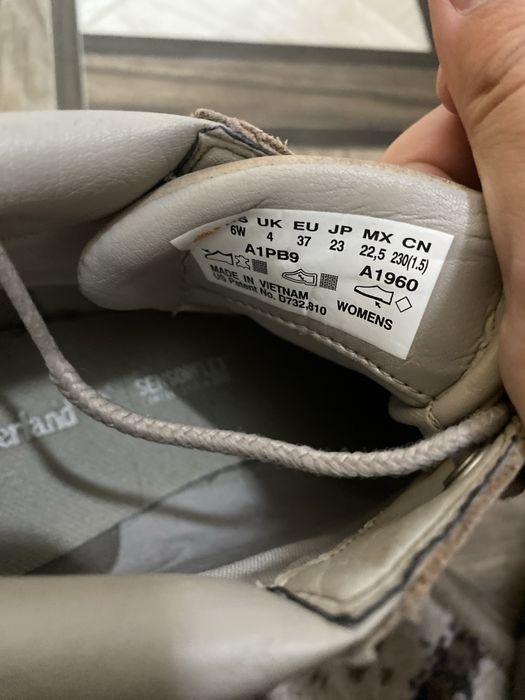 UK EU JP MX CN
6W 4 37 23 22,5 230(1.5)
A1PB9
A1960
MADE IN VIETNAM
US Patent No. D732,810
WOMENS
SENSORFLEX